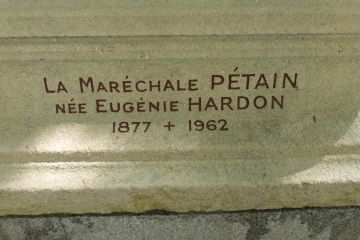 La Maréchale PÉTAIN
née Eugènie HARDON
1877 + 1962